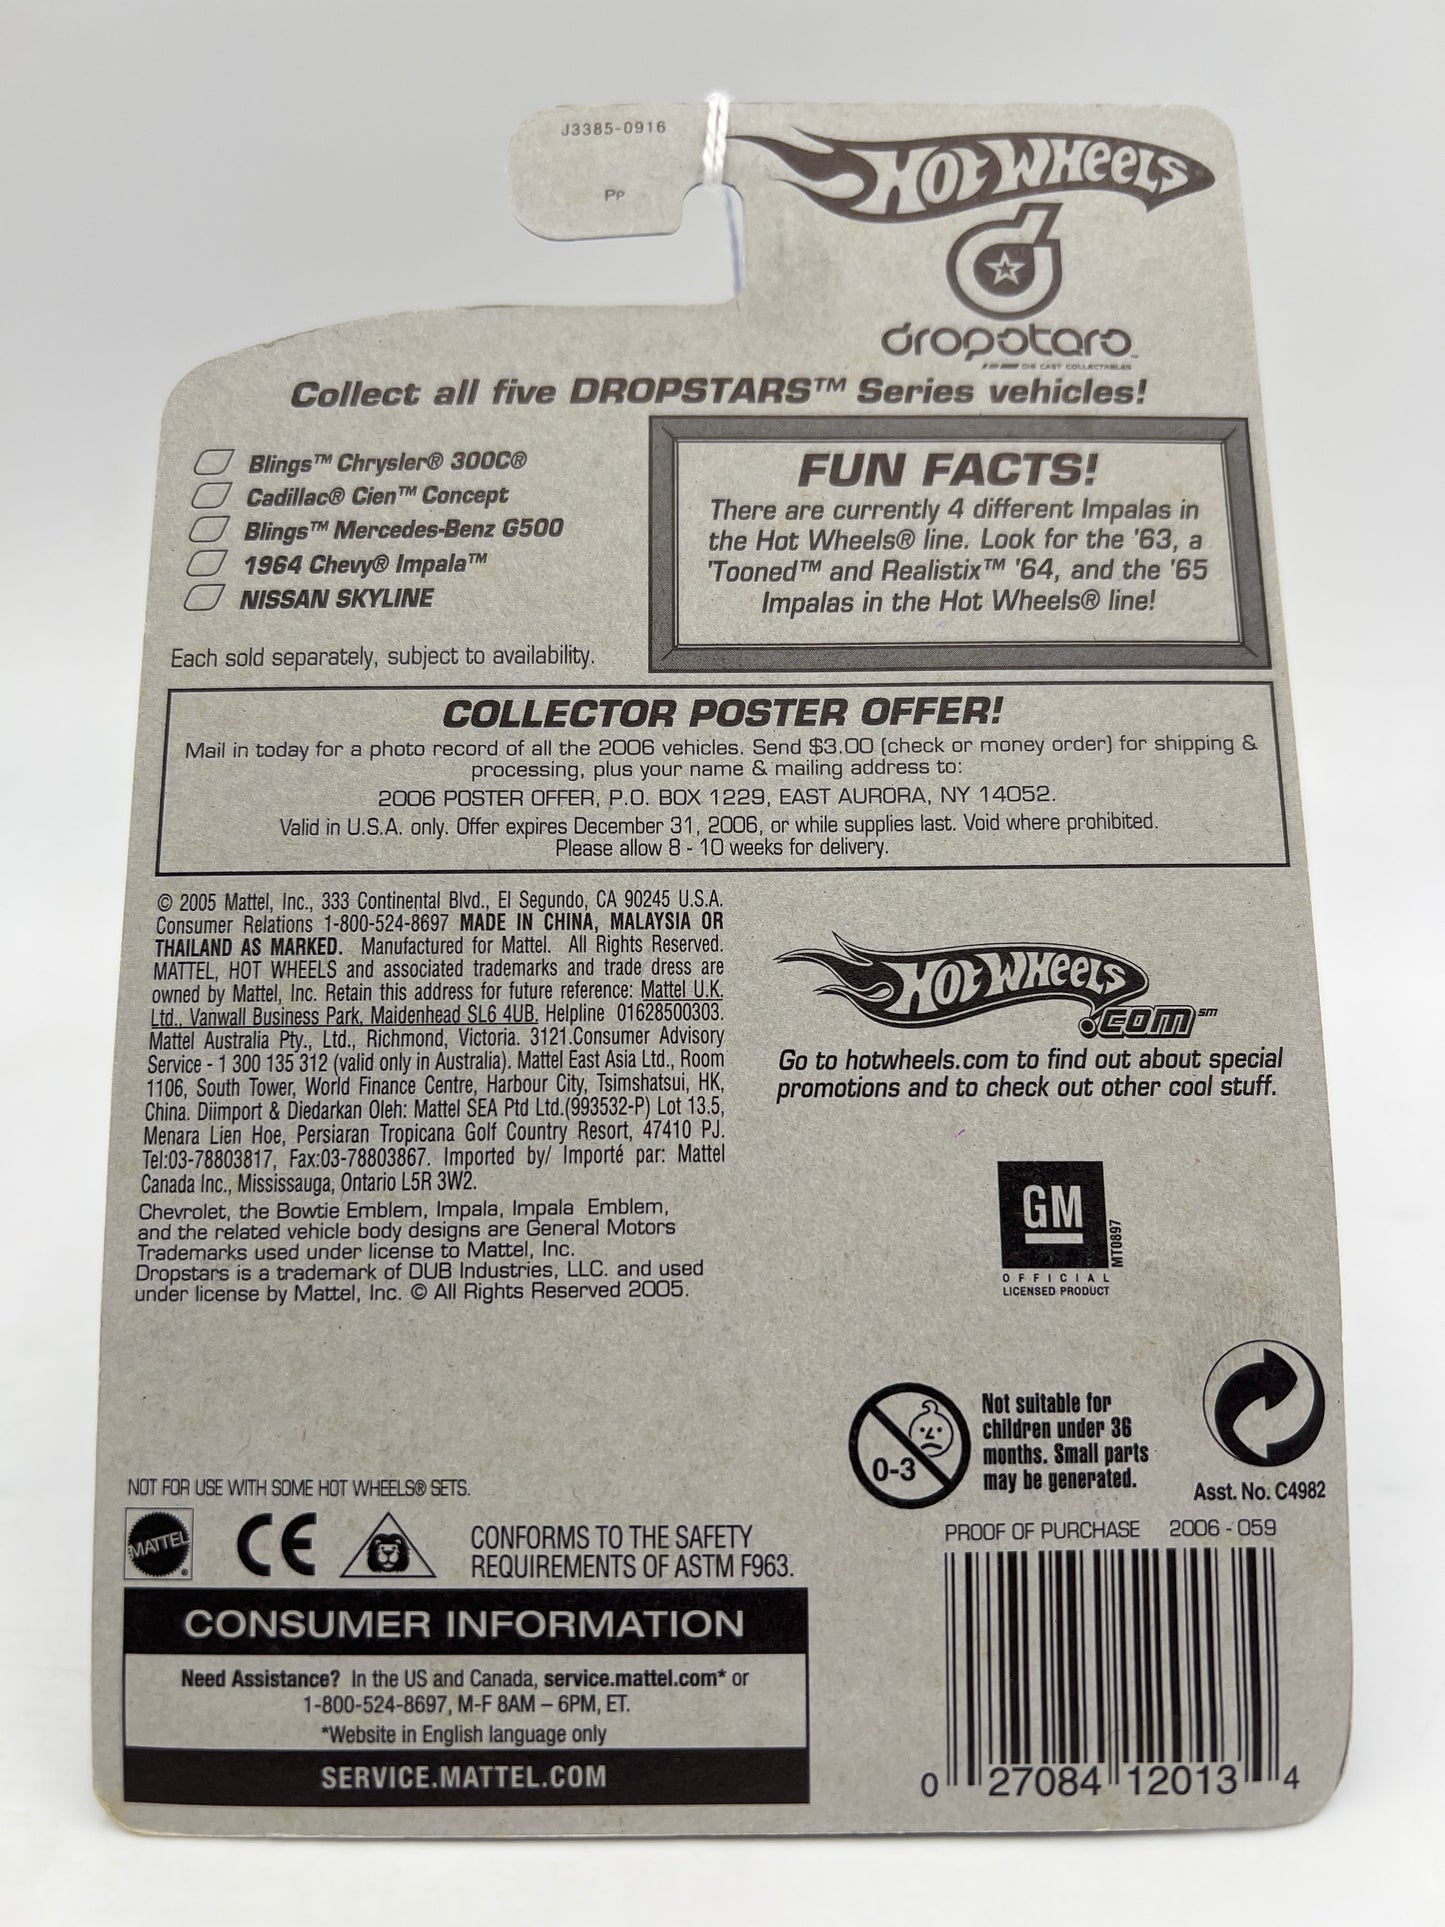 J3385-0916
PP
HOT WHEELS
dropstars™
DIE CAST COLLECTABLES
Collect all five DROPSTARS™ Series vehicles!
Blings™ Chrysler® 300C®
Cadillac® Cien™ Concept
Blings™ Mercedes-Benz G500
1964 Chevy® Impala™
NISSAN SKYLINE
Each sold separately, subject to availability.
FUN FACTS!
There are currently 4 different Impalas in
the Hot Wheels® line. Look for the '63, a
'Tooned™ and Realistix™ '64, and the '65
Impalas in the Hot Wheels® line!
COLLECTOR POSTER OFFER!
Mail in today for a photo record of all the 2006 vehicles. Send $3.00 (check or money order) for shipping &
processing, plus your name & mailing address to:
2006 POSTER OFFER, P.O. BOX 1229, EAST AURORA, NY 14052.
Valid in U.S.A. only. Offer expires December 31, 2006, or while supplies last. Void where prohibited.
Please allow 8 - 10 weeks for delivery.
© 2005 Mattel, Inc., 333 Continental Blvd., El Segundo, CA 90245 U.S.A.
Consumer Relations 1-800-524-8697 MADE IN CHINA, MALAYSIA OR
THAILAND AS MARKED. Manufactured for Mattel. All Rights Reserved.
MATTEL, HOT WHEELS and associated trademarks and trade dress are
owned by Mattel, Inc. Retain this address for future reference: Mattel U.K.
Ltd., Vanwall Business Park, Maidenhead SL6 4UB. Helpline 01628500303.
Mattel Australia Pty., Ltd., Richmond, Victoria. 3121.Consumer Advisory
Service - 1 300 135 312 (valid only in Australia). Mattel East Asia Ltd., Room
1106, South Tower, World Finance Centre, Harbour City, Tsimshatsui, HK,
China. Diimport & Diedarkan Oleh: Mattel SEA Ptd Ltd.(993532-P) Lot 13.5,
Menara Lien Hoe, Persiaran Tropicana Golf Country Resort, 47410 PJ.
Tel:03-78803817, Fax:03-78803867. Imported by/ Importé par: Mattel
Canada Inc., Mississauga, Ontario L5R 3W2.
Chevrolet, the Bowtie Emblem, Impala, Impala Emblem,
and the related vehicle body designs are General Motors
Trademarks used under license to Mattel, Inc.
Dropstars is a trademark of DUB Industries, LLC. and used
under license by Mattel, Inc. © All Rights Reserved 2005.
HOT WHEELS
.com℠
Go to hotwheels.com to find out about special
promotions and to check out other cool stuff.
GM
MT0897
OFFICIAL
LICENSED PRODUCT
0-3
Not suitable for
children under 36
months. Small parts
may be generated.
Asst. No. C4982
NOT FOR USE WITH SOME HOT WHEELS® SETS.
MATTEL®
CE
CONFORMS TO THE SAFETY
REQUIREMENTS OF ASTM F963.
CONSUMER INFORMATION
Need Assistance? In the US and Canada, service.mattel.com* or
1-800-524-8697, M-F 8AM – 6PM, ET.
*Website in English language only
SERVICE.MATTEL.COM
PROOF OF PURCHASE 2006 - 059
0 27084 12013 4